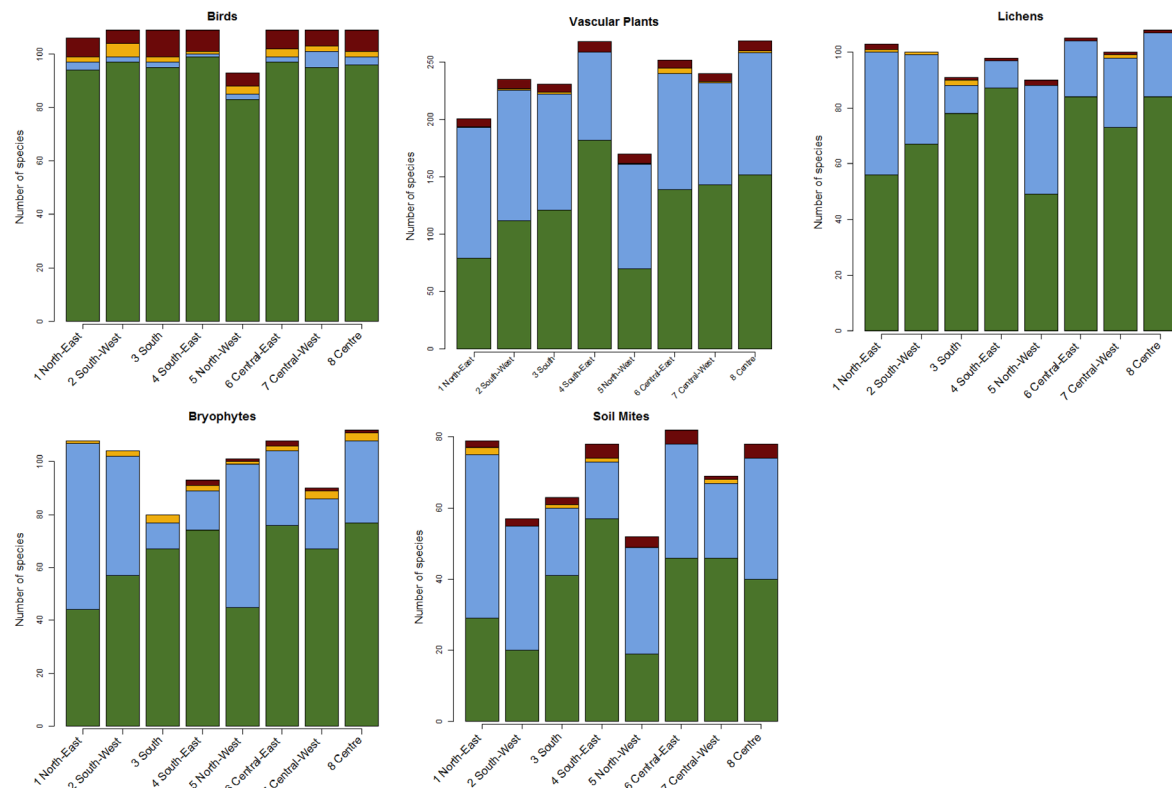 Birds
Number of species
0
20
40
60
80
100
1 North-East
2 South-West
3 South
4 South-East
5 North-West
6 Central-East
7 Central-West
8 Centre
Vascular Plants
Number of species
0
50
100
150
200
250
1 North-East
2 South-West
3 South
4 South-East
5 North-West
6 Central-East
7 Central-West
8 Centre
Lichens
Number of species
0
20
40
60
80
100
1 North-East
2 South-West
3 South
4 South-East
5 North-West
6 Central-East
7 Central-West
8 Centre
Bryophytes
Number of species
0
20
40
60
80
100
1 North-East
2 South-West
3 South
4 South-East
5 North-West
6 Central-East
Central-West
8 Centre
Soil Mites
Number of species
0
20
40
60
80
1 North-East
2 South-West
3 South
4 South-East
5 North-West
6 Central-East
7 Central-West
8 Centre